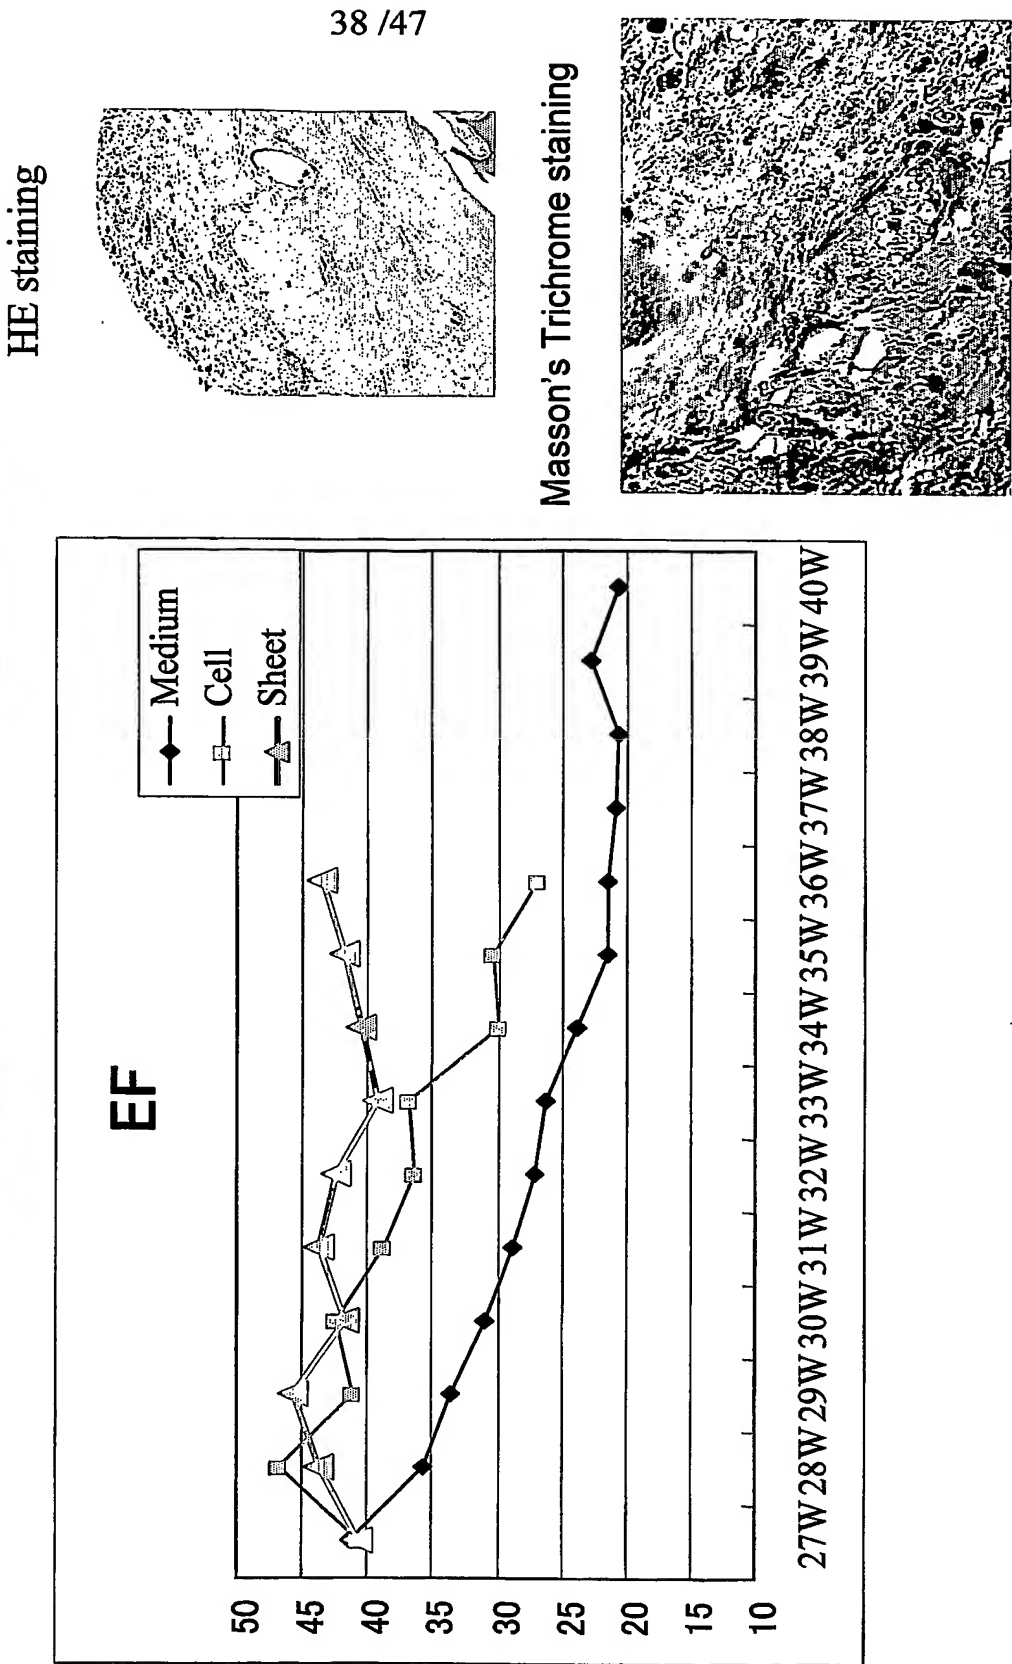 38 /47
HE staining
Masson's Trichrome staining
EF
Medium
Cell
Sheet
50
45
40
35
30
25
20
15
10
27W 28W 29W 30W 31W 32W 33W 34W 35W 36W 37W 38W 39W 40W